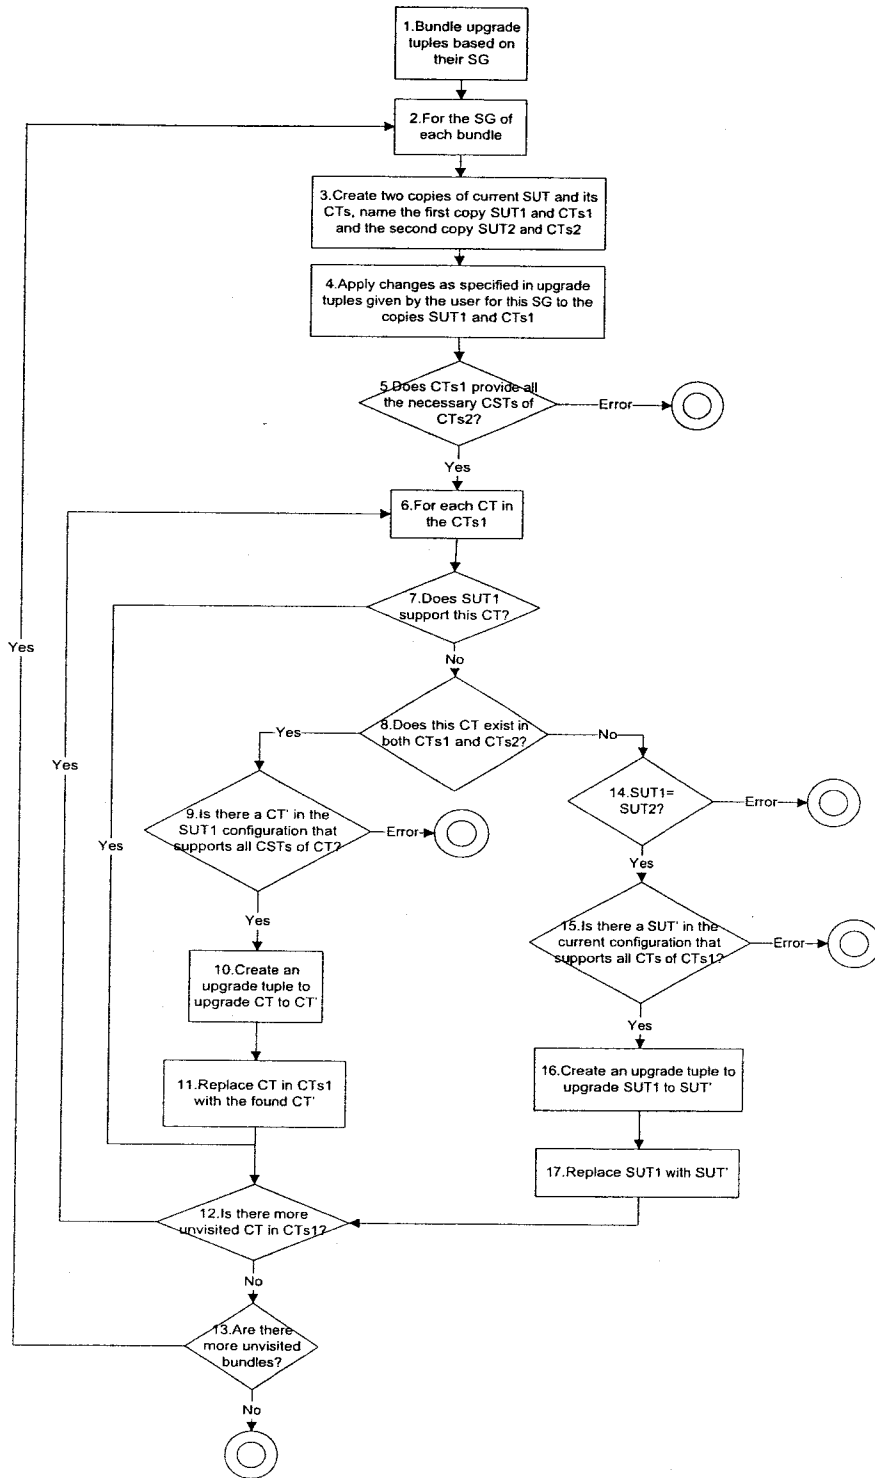 1.Bundle upgrade
tuples based on
their SG
2.For the SG of
each bundle
3.Create two copies of current SUT and its
CTs, name the first copy SUT1 and CTs1
and the second copy SUT2 and CTs2
4.Apply changes as specified in upgrade
tuples given by the user for this SG to the
copies SUT1 and CTs1
5.Does CTs1 provide all
the necessary CSTs of
CTs2?
Error
Yes
6.For each CT in
the CTs1
7.Does SUT1
support this CT?
Yes
No
8.Does this CT exist in
both CTs1 and CTs2?
Yes
No
Yes
9.Is there a CT' in the
SUT1 configuration that
supports all CSTs of CT?
Error
14.SUT1=
SUT2?
Error
Yes
Yes
Yes
15.Is there a SUT' in the
current configuration that
supports all CTs of CTs1?
Error
10.Create an
upgrade tuple to
upgrade CT to CT'
Yes
11.Replace CT in CTs1
with the found CT'
16.Create an upgrade tuple to
upgrade SUT1 to SUT'
17.Replace SUT1 with SUT'
12.Is there more
unvisited CT in CTs1?
No
13.Are there
more unvisited
bundles?
No